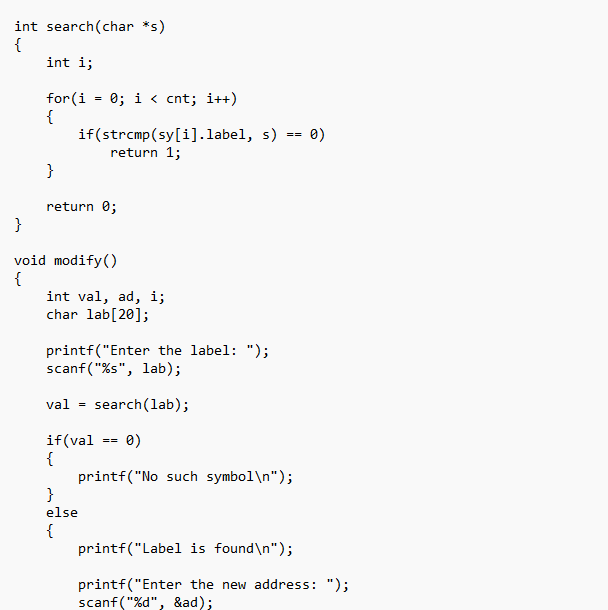 int search(char *s)
{
    int i;

    for(i = 0; i < cnt; i++)
    {
        if(strcmp(sy[i].label, s) == 0)
            return 1;
    }

    return 0;
}

void modify()
{
    int val, ad, i;
    char lab[20];

    printf("Enter the label: ");
    scanf("%s", lab);

    val = search(lab);

    if(val == 0)
    {
        printf("No such symbol\n");
    }
    else
    {
        printf("Label is found\n");

        printf("Enter the new address: ");
        scanf("%d", &ad);